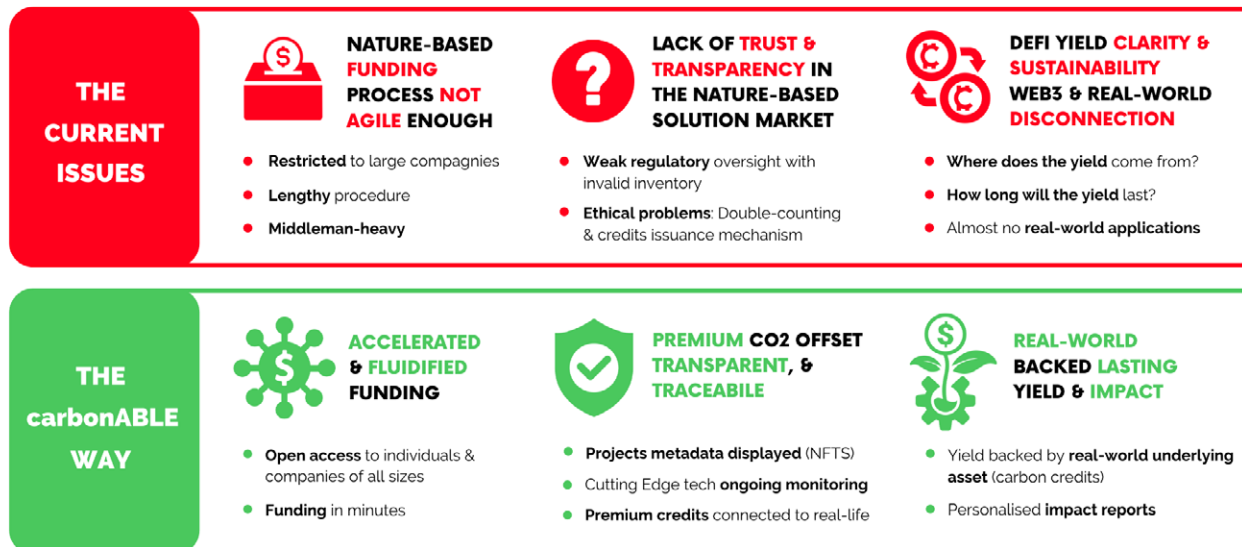 THE
CURRENT
ISSUES
$
NATURE-BASED
FUNDING
PROCESS NOT
AGILE ENOUGH
• Restricted to large compagnies
• Lengthy procedure
• Middleman-heavy
?
LACK OF TRUST &
TRANSPARENCY IN
THE NATURE-BASED
SOLUTION MARKET
• Weak regulatory oversight with
invalid inventory
• Ethical problems: Double-counting
& credits issuance mechanism
DEFI YIELD CLARITY &
SUSTAINABILITY
WEB3 & REAL-WORLD
DISCONNECTION
• Where does the yield come from?
• How long will the yield last?
• Almost no real-world applications
THE
carbonABLE
WAY
$
ACCELERATED
& FLUIDIFIED
FUNDING
• Open access to individuals &
companies of all sizes
• Funding in minutes
PREMIUM CO2 OFFSET
TRANSPARENT, &
TRACEABILE
• Projects metadata displayed (NFTS)
• Cutting Edge tech ongoing monitoring
• Premium credits connected to real-life
$
REAL-WORLD
BACKED LASTING
YIELD & IMPACT
• Yield backed by real-world underlying
asset (carbon credits)
• Personalised impact reports